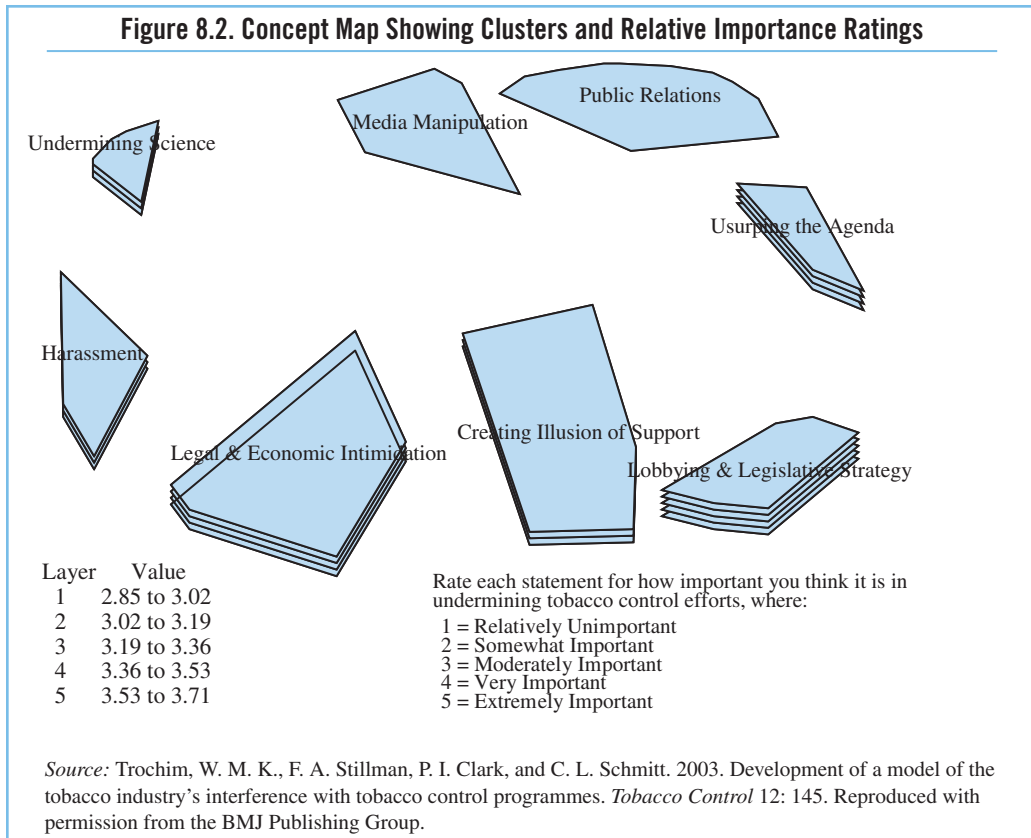 Figure 8.2. Concept Map Showing Clusters and Relative Importance Ratings
Public Relations
Media Manipulation
Undermining Science
Usurping the Agenda
Harassment
Creating Illusion of Support
Legal & Economic Intimidation
Lobbying & Legislative Strategy
Layer Value
1 2.85 to 3.02
2 3.02 to 3.19
3 3.19 to 3.36
4 3.36 to 3.53
5 3.53 to 3.71
Rate each statement for how important you think it is in
undermining tobacco control efforts, where:
1 = Relatively Unimportant
2 = Somewhat Important
3 = Moderately Important
4 = Very Important
5 = Extremely Important
Source: Trochim, W. M. K., F. A. Stillman, P. I. Clark, and C. L. Schmitt. 2003. Development of a model of the
tobacco industry’s interference with tobacco control programmes. Tobacco Control 12: 145. Reproduced with
permission from the BMJ Publishing Group.